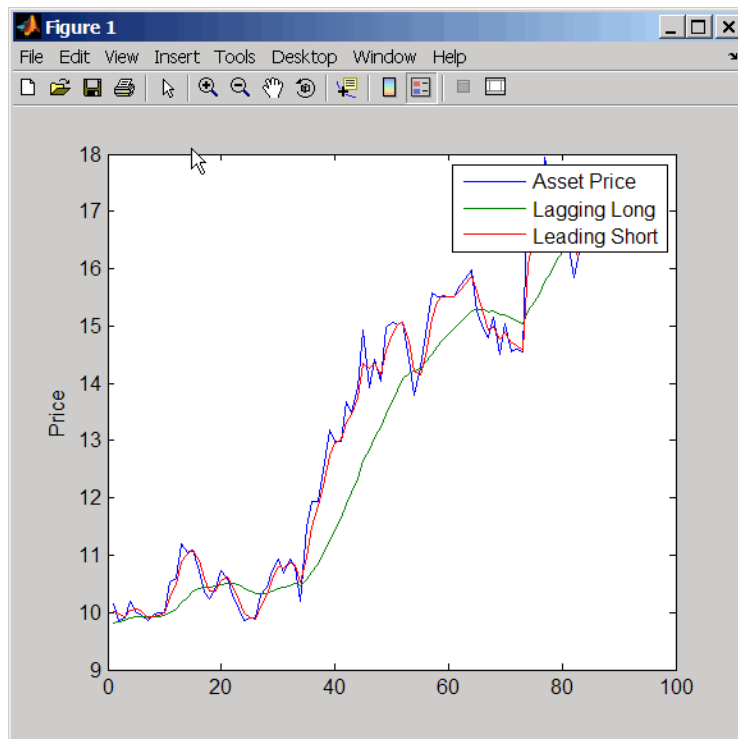 Figure 1
File Edit View Insert Tools Desktop Window Help
18
17
16
15
14
13
12
11
10
9
Price
Asset Price
Lagging Long
Leading Short
0 20 40 60 80 100